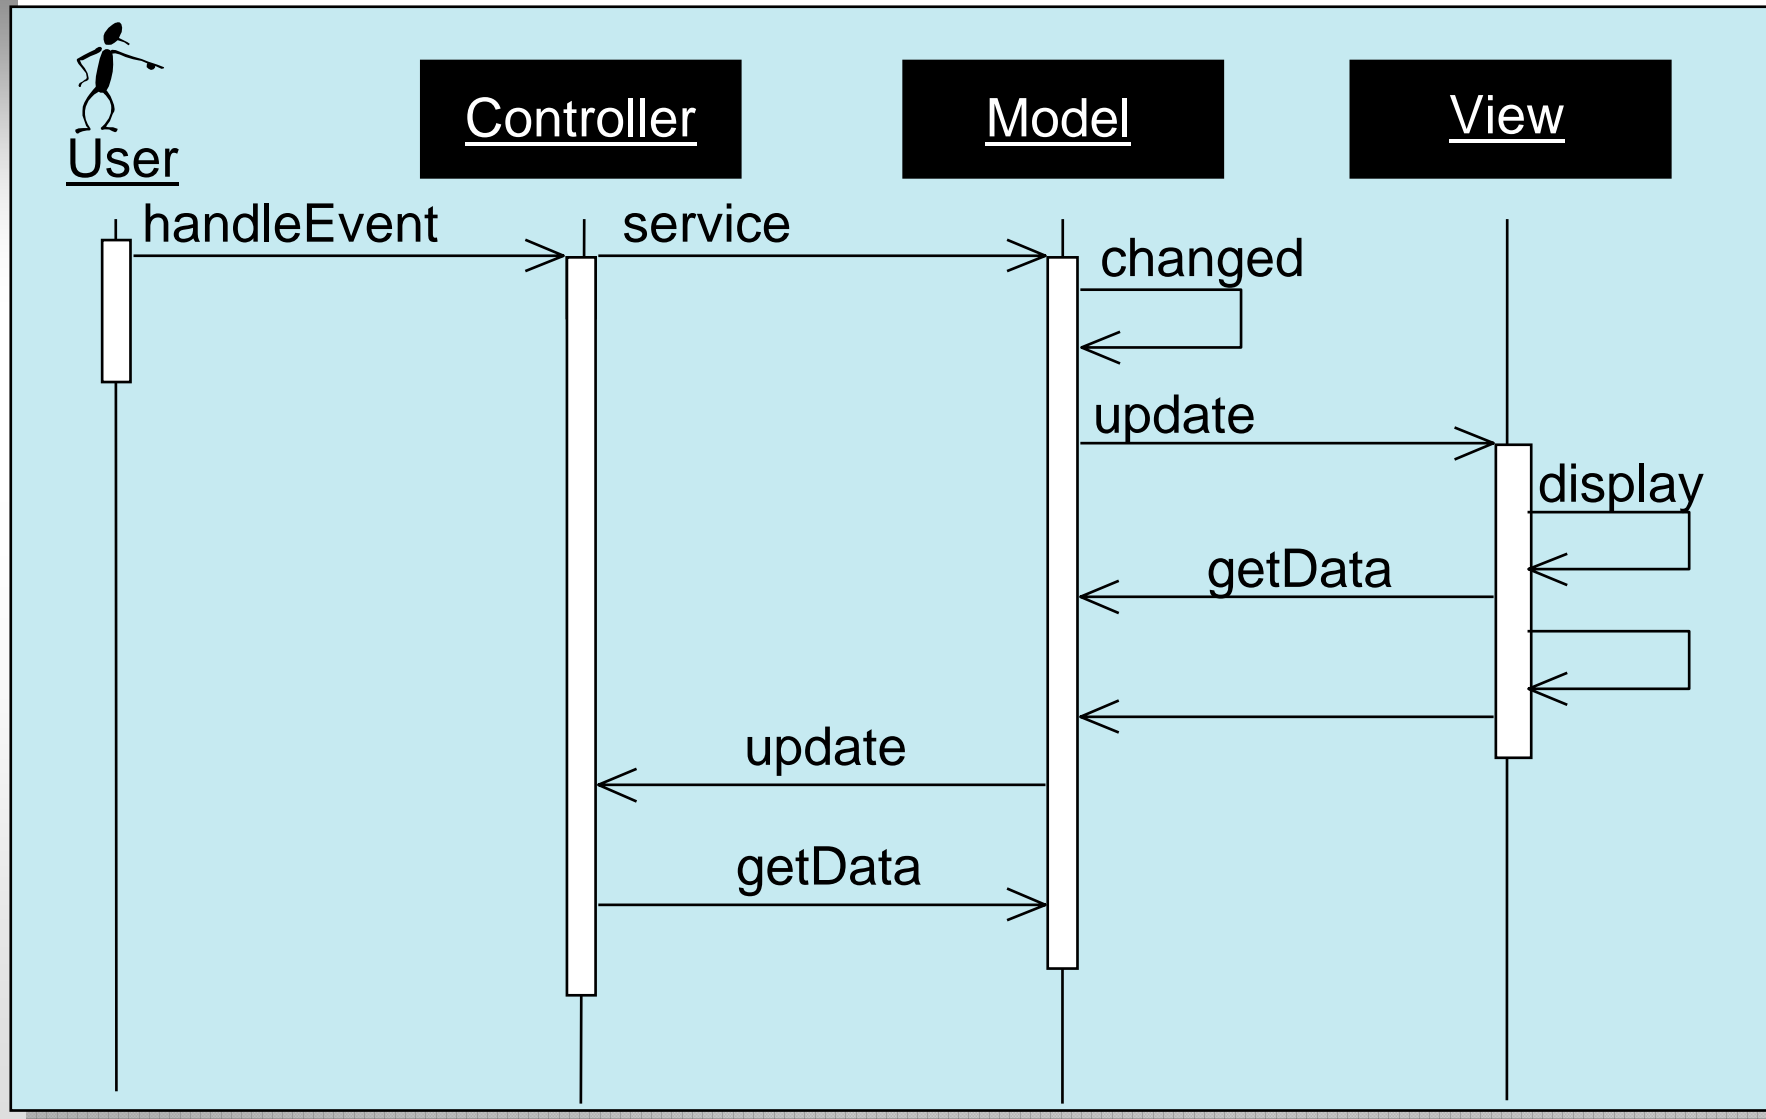 User
Controller
Model
View
handleEvent
service
changed
update
display
getData
update
getData